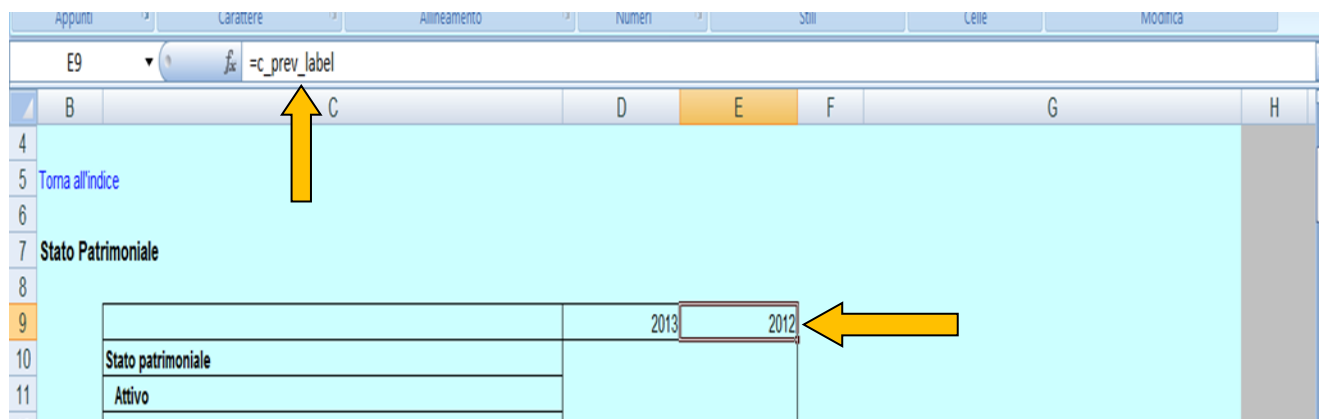 Appunti Carattere Allineamento Numeri Stili Celle Modifica
E9 fx =c_prev_label
B C D E F G H
4
5 Torna all'indice
6
7 Stato Patrimoniale
8
9 2013 2012
10 Stato patrimoniale
11 Attivo